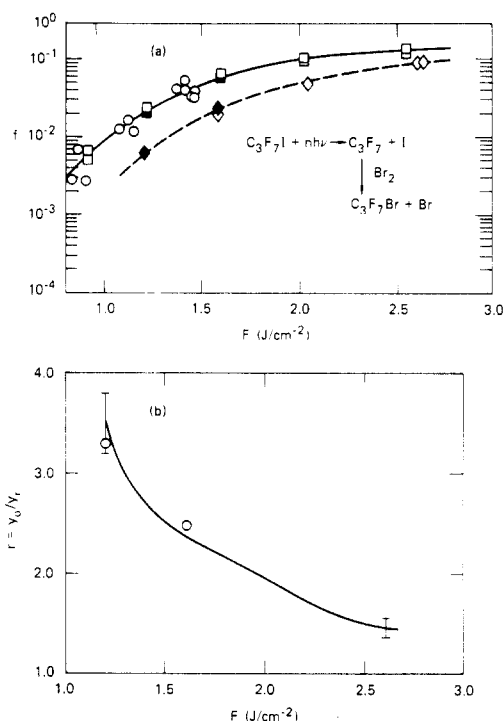 (a)
10⁰
10⁻¹
f
10⁻²
10⁻³
10⁻⁴
C₃F₇I + nhν → C₃F₇ + I
Br₂
C₃F₇Br + Br
1.0 1.5 2.0 2.5 3.0
F (J/cm⁻²)
(b)
4.0
3.0
r = y₀/yᵣ
2.0
1.0
1.0 1.5 2.0 2.5 3.0
F (J/cm⁻²)